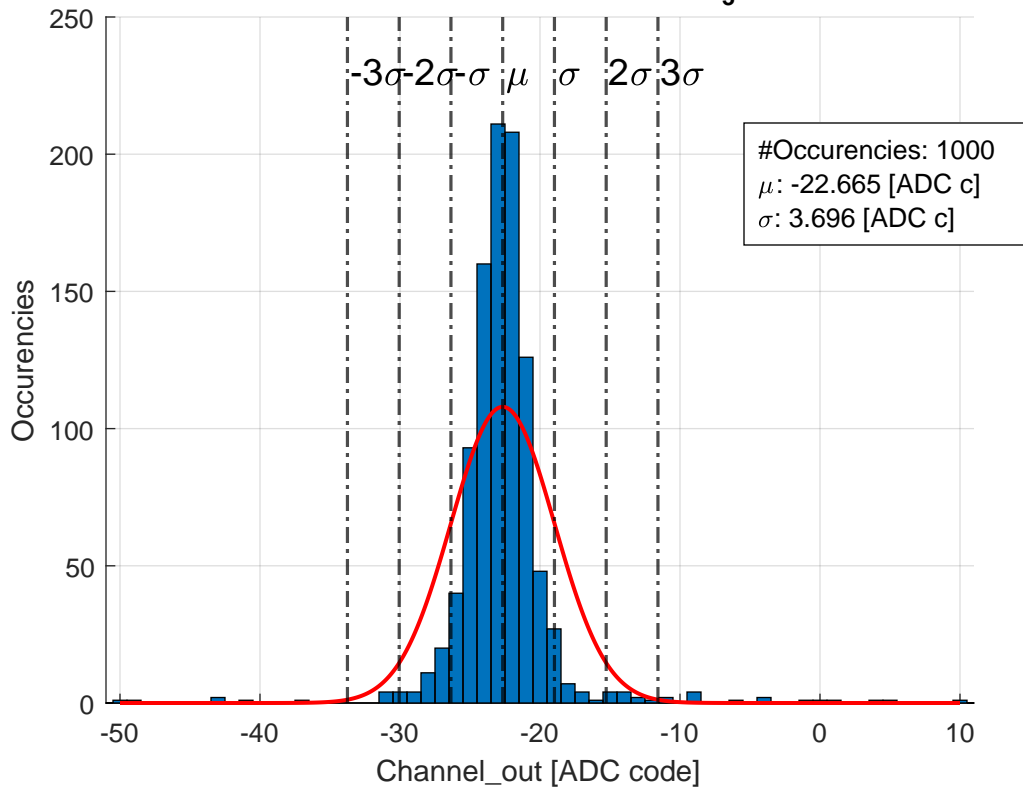 250
-3σ -2σ -σ μ σ 2σ 3σ
#Occurencies: 1000
μ: -22.665 [ADC c]
σ: 3.696 [ADC c]
200
150
100
50
0
Occurencies
-50 -40 -30 -20 -10 0 10
Channel_out [ADC code]